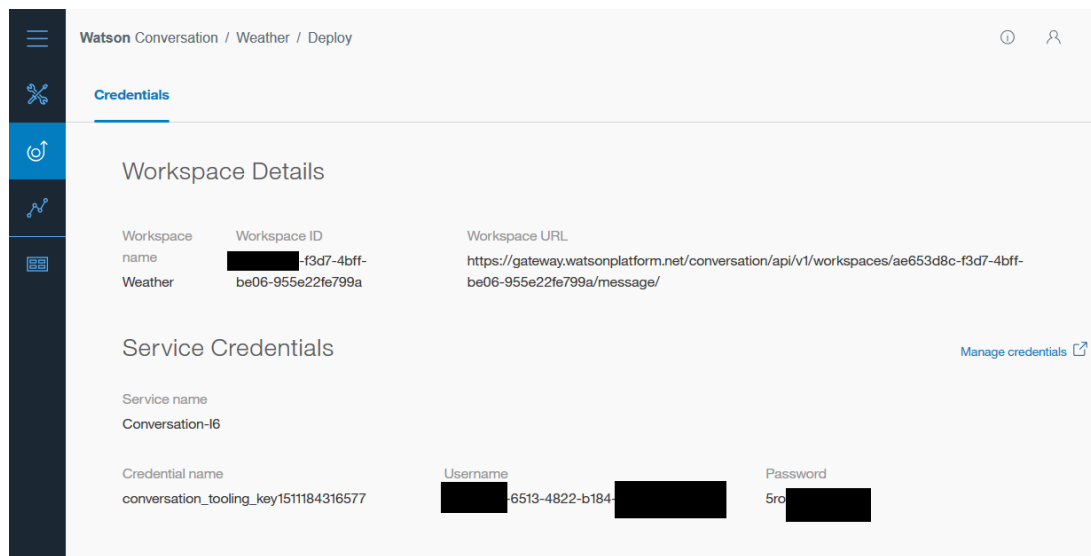 Watson Conversation / Weather / Deploy
Credentials
Workspace Details
Workspace name
Weather
Workspace ID
-f3d7-4bff-
be06-955e22fe799a
Workspace URL
https://gateway.watsonplatform.net/conversation/api/v1/workspaces/ae653d8c-f3d7-4bff-
be06-955e22fe799a/message/
Service Credentials
Manage credentials
Service name
Conversation-I6
Credential name
conversation_tooling_key1511184316577
Username
-6513-4822-b184-
Password
5ro